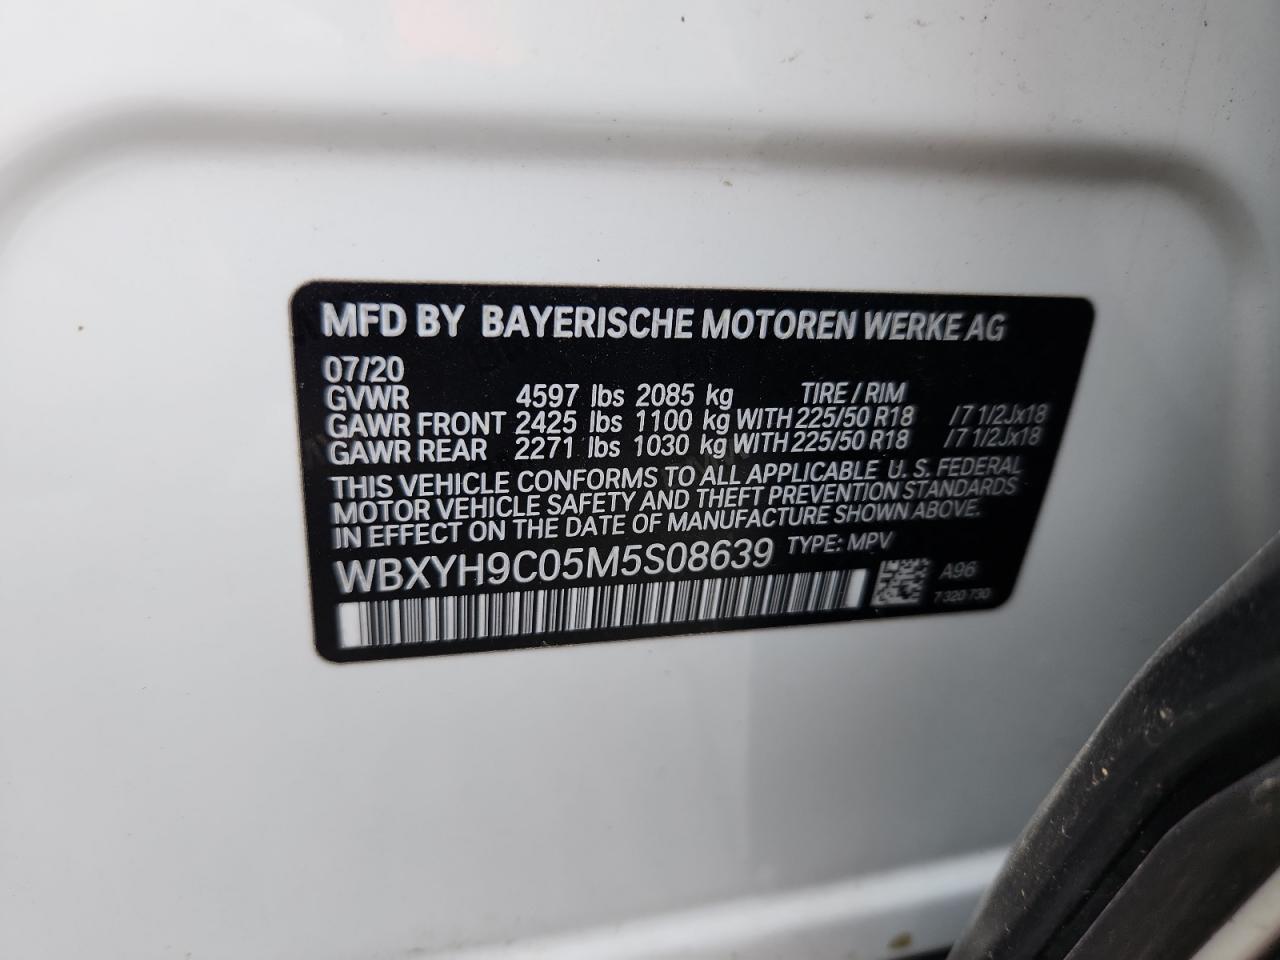 MFD BY BAYERISCHE MOTOREN WERKE AG
07/20
GVWR 4597 lbs 2085 kg TIRE / RIM
GAWR FRONT 2425 lbs 1100 kg WITH 225/50 R18 /7 1/2Jx18
GAWR REAR 2271 lbs 1030 kg WITH 225/50 R18 /7 1/2Jx18
THIS VEHICLE CONFORMS TO ALL APPLICABLE U. S. FEDERAL
MOTOR VEHICLE SAFETY AND THEFT PREVENTION STANDARDS
IN EFFECT ON THE DATE OF MANUFACTURE SHOWN ABOVE.
WBXYH9C05M5S08639 TYPE: MPV
A96
7 320 730